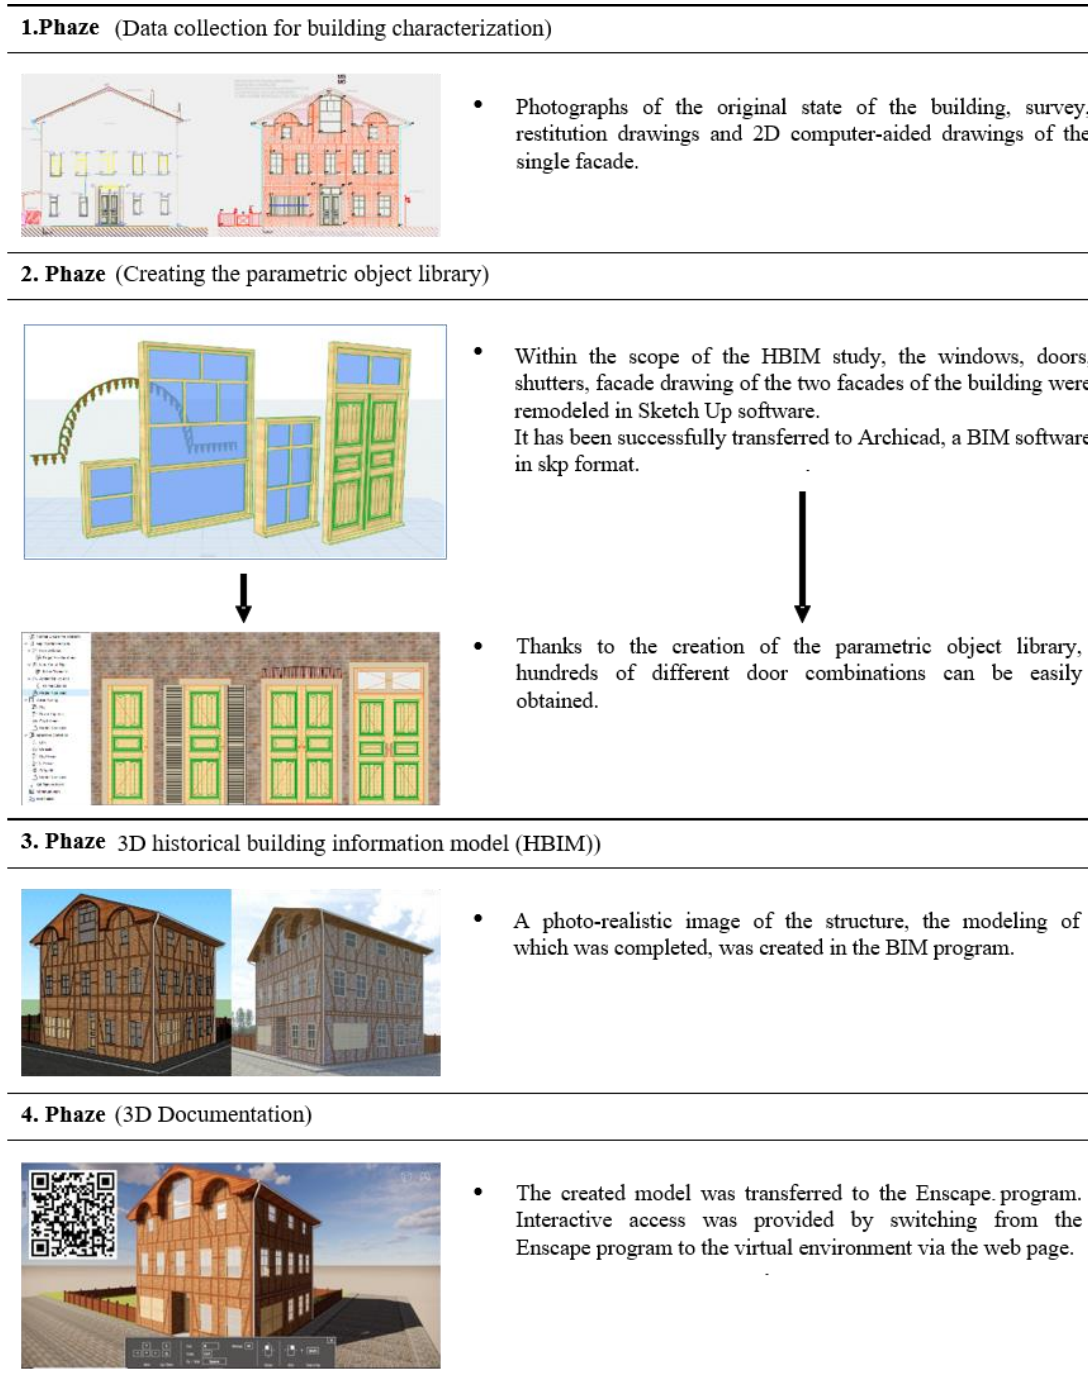 1.Phaze (Data collection for building characterization)
• Photographs of the original state of the building, survey,
restitution drawings and 2D computer-aided drawings of the
single facade.
2. Phaze (Creating the parametric object library)
• Within the scope of the HBIM study, the windows, doors,
shutters, facade drawing of the two facades of the building were
remodeled in Sketch Up software.
It has been successfully transferred to Archicad, a BIM software
in skp format.
• Thanks to the creation of the parametric object library,
hundreds of different door combinations can be easily
obtained.
3. Phaze 3D historical building information model (HBIM))
• A photo-realistic image of the structure, the modeling of
which was completed, was created in the BIM program.
4. Phaze (3D Documentation)
• The created model was transferred to the Enscape program.
Interactive access was provided by switching from the
Enscape program to the virtual environment via the web page.